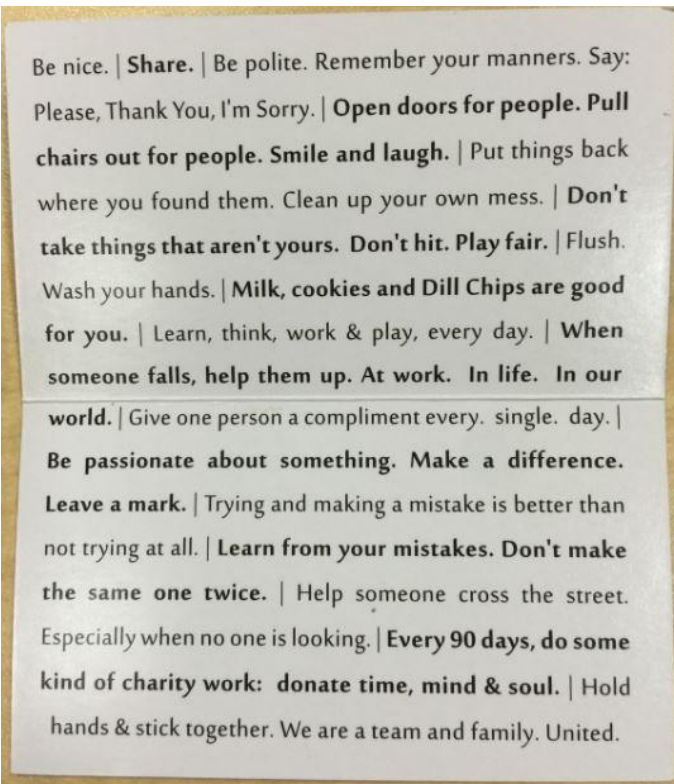 Be nice. | Share. | Be polite. Remember your manners. Say:
Please, Thank You, I'm Sorry. | Open doors for people. Pull
chairs out for people. Smile and laugh. | Put things back
where you found them. Clean up your own mess. | Don't
take things that aren't yours. Don't hit. Play fair. | Flush.
Wash your hands. | Milk, cookies and Dill Chips are good
for you. | Learn, think, work & play, every day. | When
someone falls, help them up. At work. In life. In our
world. | Give one person a compliment every. single. day. |
Be passionate about something. Make a difference.
Leave a mark. | Trying and making a mistake is better than
not trying at all. | Learn from your mistakes. Don't make
the same one twice. | Help someone cross the street.
Especially when no one is looking. | Every 90 days, do some
kind of charity work: donate time, mind & soul. | Hold
hands & stick together. We are a team and family. United.